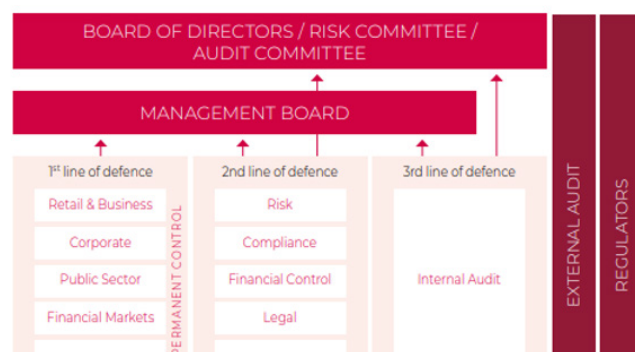 BOARD OF DIRECTORS / RISK COMMITTEE /
AUDIT COMMITTEE
MANAGEMENT BOARD
1st line of defence
Retail & Business
Corporate
Public Sector
Financial Markets
PERMANENT CONTROL
2nd line of defence
Risk
Compliance
Financial Control
Legal
3rd line of defence
Internal Audit
EXTERNAL AUDIT
REGULATORS